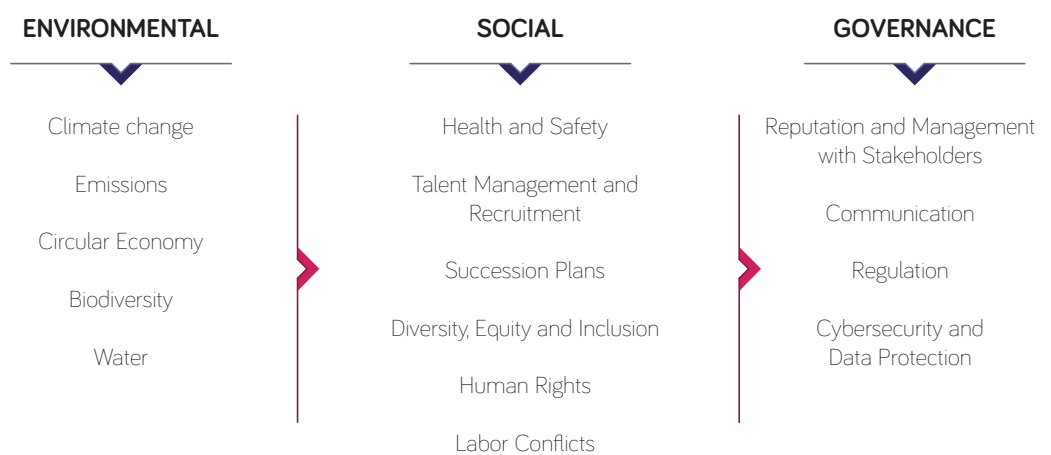 ENVIRONMENTAL
Climate change
Emissions
Circular Economy
Biodiversity
Water
SOCIAL
Health and Safety
Talent Management and
Recruitment
Succession Plans
Diversity, Equity and Inclusion
Human Rights
Labor Conflicts
GOVERNANCE
Reputation and Management
with Stakeholders
Communication
Regulation
Cybersecurity and
Data Protection